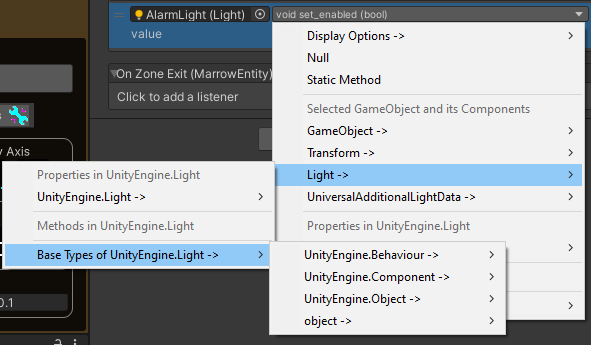 AlarmLight (Light)
void set_enabled (bool)
value
Display Options ->
Null
Static Method
On Zone Exit (MarrowEntity)
Click to add a listener
Selected GameObject and its Components
GameObject ->
Transform ->
Light ->
UniversalAdditionalLightData ->
Properties in UnityEngine.Light
y Axis
Properties in UnityEngine.Light
UnityEngine.Light ->
Methods in UnityEngine.Light
Base Types of UnityEngine.Light ->
UnityEngine.Behaviour ->
UnityEngine.Component ->
UnityEngine.Object ->
object ->
0.1